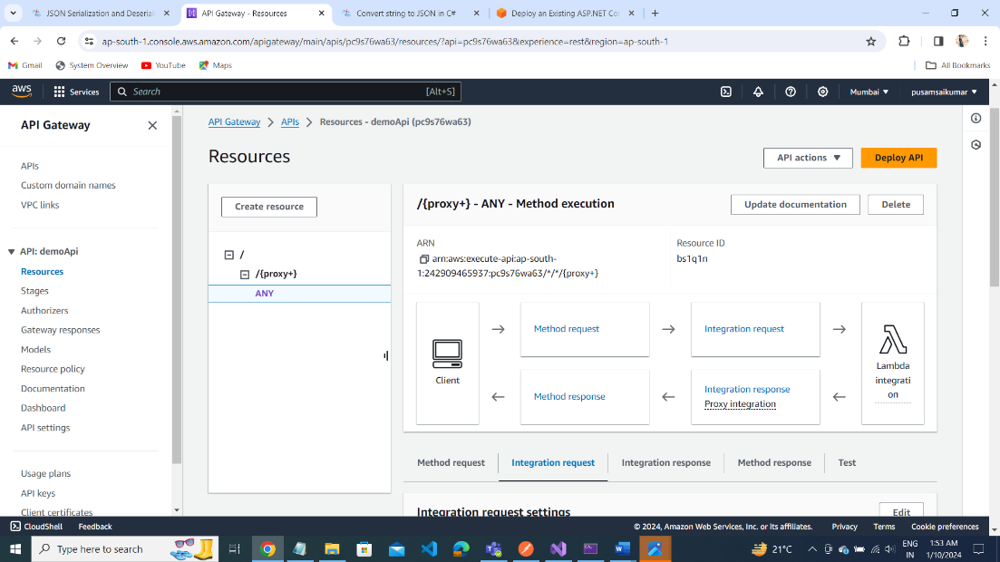 JSON Serialization and Deserial
API Gateway - Resources
Convert string to JSON in C#
Deploy an Existing ASP.NET Co
ap-south-1.console.aws.amazon.com/apigateway/main/apis/pc9s76wa63/resources/?api=pc9s76wa63&experience=rest&region=ap-south-1
Gmail
System Overview
YouTube
Maps
All Bookmarks
aws
Services
Search
[Alt+S]
Mumbai
pusamsaikumar
API Gateway
APIs
Custom domain names
VPC links
API: demoApi
Resources
Stages
Authorizers
Gateway responses
Models
Resource policy
Documentation
Dashboard
API settings
Usage plans
API keys
Client certificates
API Gateway
APIs
Resources - demoApi (pc9s76wa63)
Resources
API actions
Deploy API
Create resource
/
/{proxy+}
ANY
/{proxy+} - ANY - Method execution
Update documentation
Delete
ARN
arn:aws:execute-api:ap-south-
1:242909465937:pc9s76wa63/*/*/{proxy+}
Resource ID
bs1q1n
Client
Method request
Integration request
Method response
Integration response
Proxy integration
Lambda
integrati
on
Method request
Integration request
Integration response
Method response
Test
Integration request settings
Edit
CloudShell
Feedback
© 2024, Amazon Web Services, Inc. or its affiliates.
Privacy
Terms
Cookie preferences
Type here to search
21°C
ENG
IN
1:53 AM
1/10/2024